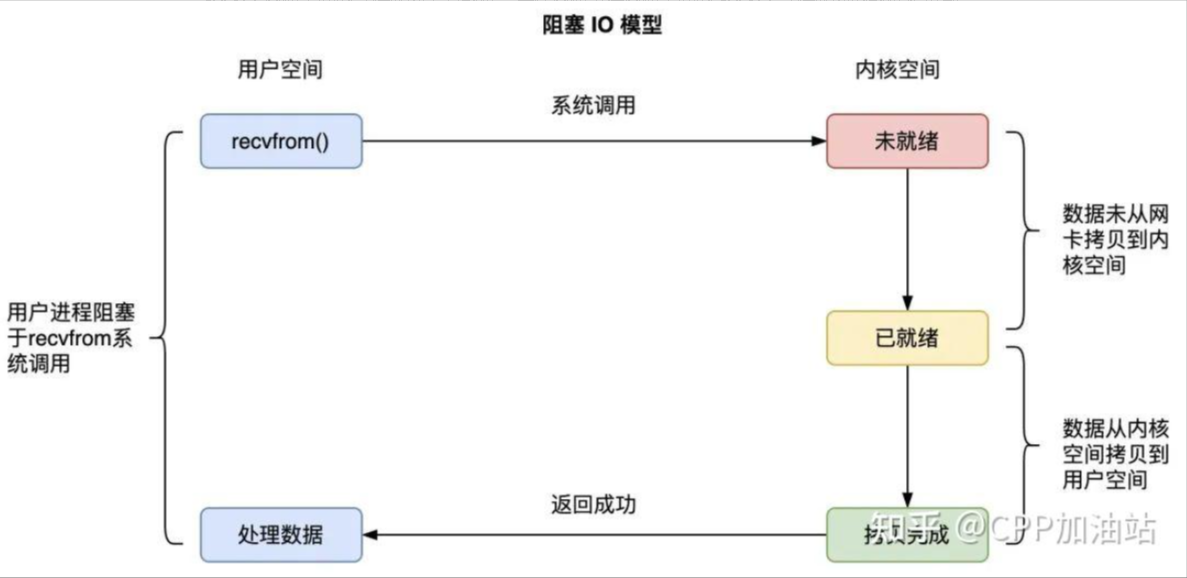 阻塞 IO 模型
用户空间
内核空间
系统调用
recvfrom()
未就绪
数据未从网
卡拷贝到内
核空间
用户进程阻塞
于recvfrom系
统调用
已就绪
数据从内核
空间拷贝到
用户空间
返回成功
处理数据
拷贝完成
知乎 @CPP加油站